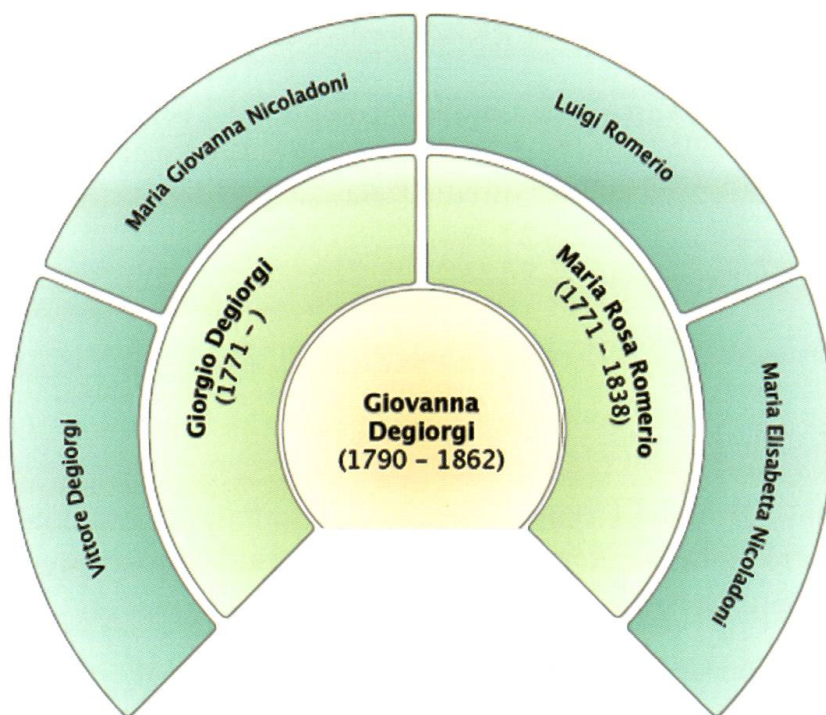 Maria Giovanna Nicoladoni
Luigi Romerio
Vittore Degiorgi
Giorgio Degiorgi
(1771 – )
Maria Rosa Romerio
(1771 – 1838)
Maria Elisabetta Nicoladoni
Giovanna
Degiorgi
(1790 – 1862)